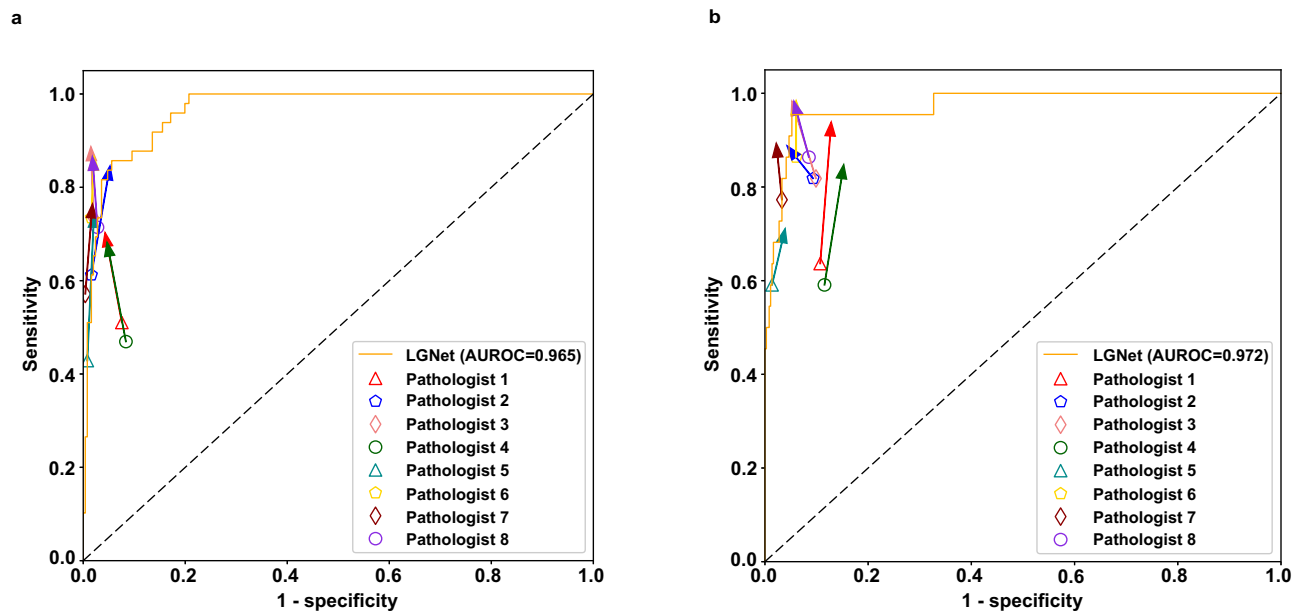 a
1.0
0.8
0.6
0.4
0.2
0.0
Sensitivity
0.0 0.2 0.4 0.6 0.8 1.0
1 - specificity
LGNet (AUROC=0.965)
Pathologist 1
Pathologist 2
Pathologist 3
Pathologist 4
Pathologist 5
Pathologist 6
Pathologist 7
Pathologist 8
b
1.0
0.8
0.6
0.4
0.2
0.0
Sensitivity
0.0 0.2 0.4 0.6 0.8 1.0
1 - specificity
LGNet (AUROC=0.972)
Pathologist 1
Pathologist 2
Pathologist 3
Pathologist 4
Pathologist 5
Pathologist 6
Pathologist 7
Pathologist 8